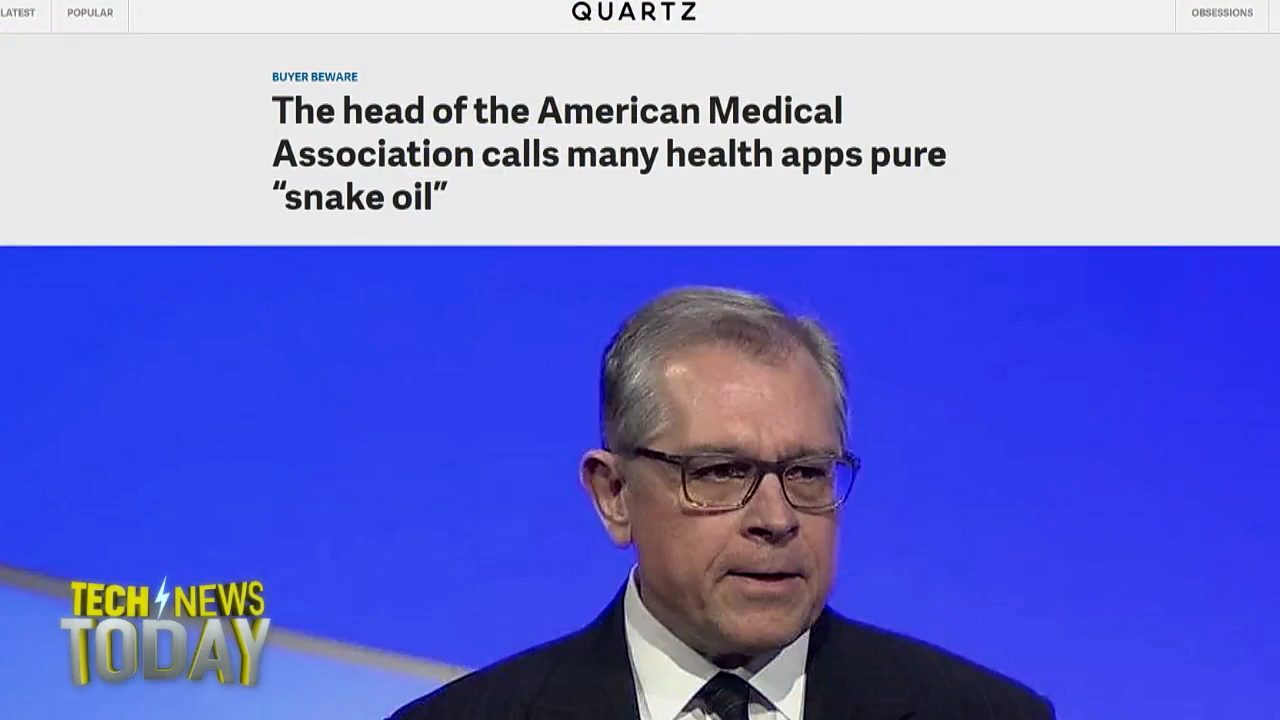 LATEST
POPULAR
QUARTZ
OBSESSIONS
BUYER BEWARE
The head of the American Medical
Association calls many health apps pure
“snake oil”
TECH NEWS
TODAY